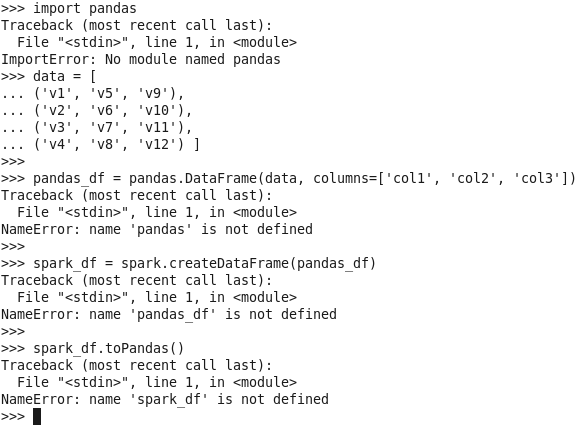 >>> import pandas
Traceback (most recent call last):
  File "<stdin>", line 1, in <module>
ImportError: No module named pandas
>>> data = [
... ('v1', 'v5', 'v9'),
... ('v2', 'v6', 'v10'),
... ('v3', 'v7', 'v11'),
... ('v4', 'v8', 'v12') ]
>>>
>>> pandas_df = pandas.DataFrame(data, columns=['col1', 'col2', 'col3'])
Traceback (most recent call last):
  File "<stdin>", line 1, in <module>
NameError: name 'pandas' is not defined
>>>
>>> spark_df = spark.createDataFrame(pandas_df)
Traceback (most recent call last):
  File "<stdin>", line 1, in <module>
NameError: name 'pandas_df' is not defined
>>>
>>> spark_df.toPandas()
Traceback (most recent call last):
  File "<stdin>", line 1, in <module>
NameError: name 'spark_df' is not defined
>>>